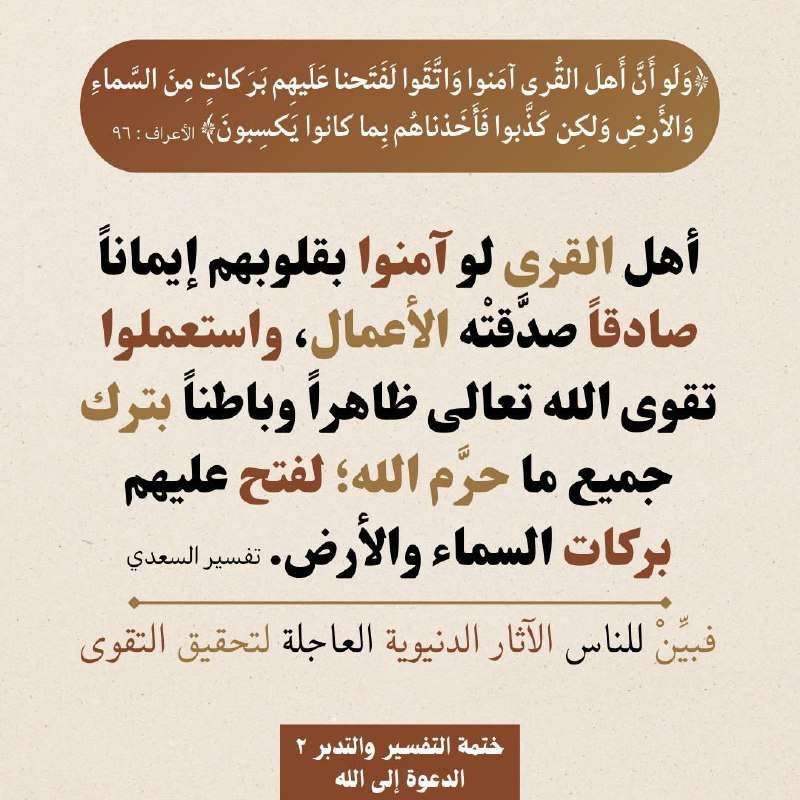 ﴿وَلَو أَنَّ أَهلَ القُرى آمَنوا وَاتَّقَوا لَفَتَحنا عَلَيهِم بَرَكاتٍ مِنَ السَّماءِ
وَالأَرضِ وَلكِن كَذَّبوا فَأَخَذناهُم بِما كانوا يَكسِبونَ﴾ الأعراف : ٩٦
أهل القرى لو آمنوا بقلوبهم إيماناً
صادقاً صدَّقتْه الأعمال، واستعملوا
تقوى الله تعالى ظاهراً وباطناً بترك
جميع ما حرَّم الله؛ لفتح عليهم
بركات السماء والأرض. تفسير السعدي
فبيِّنْ للناس الآثار الدنيوية العاجلة لتحقيق التقوى
ختمة التفسير والتدبر ٢
الدعوة إلى الله